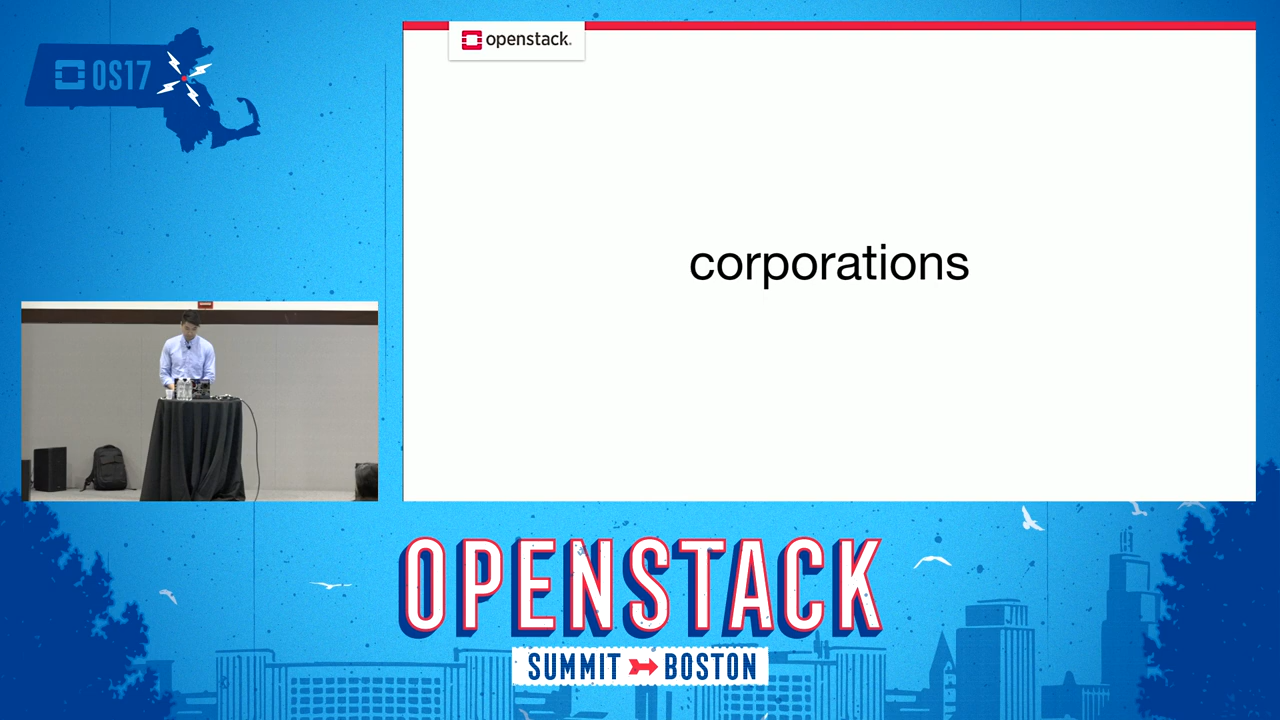 OS17
openstack.
corporations
OPENSTACK
SUMMIT BOSTON